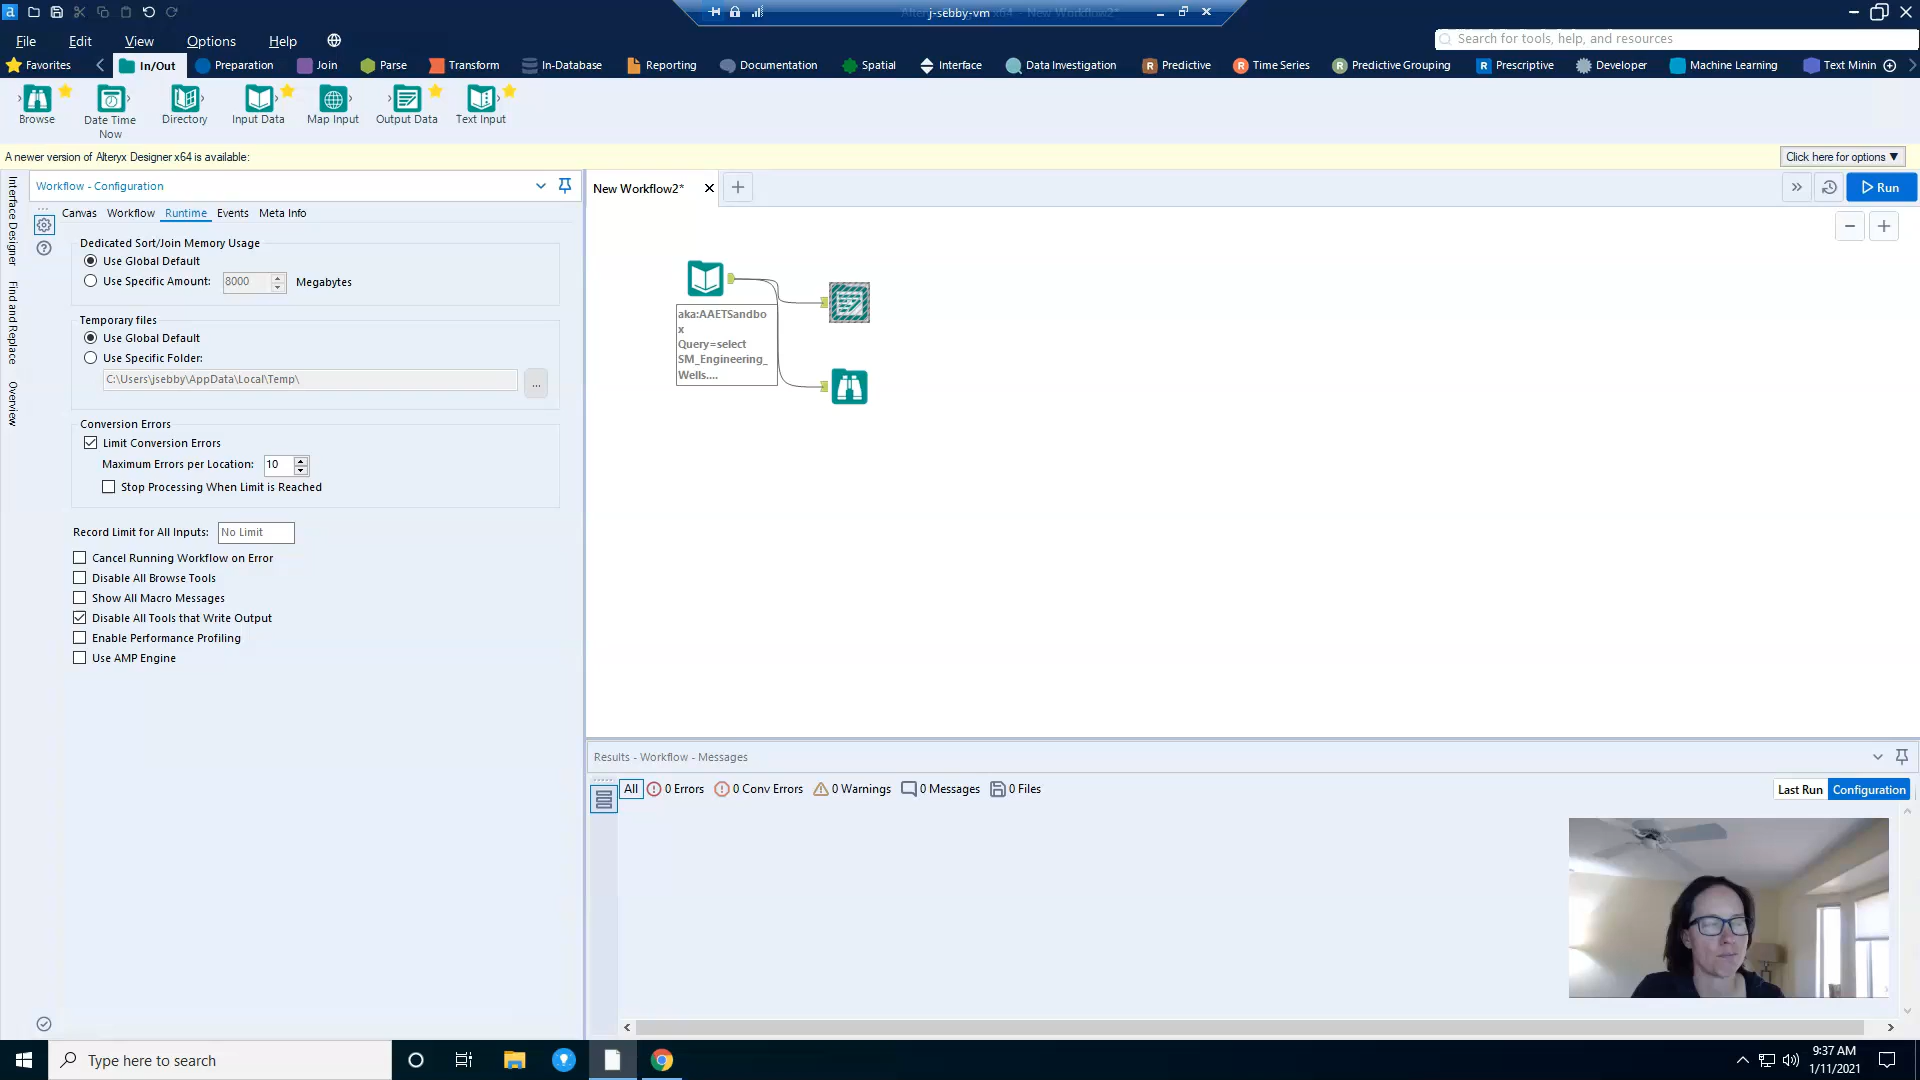 j-sebby-vm
File Edit View Options Help
Search for tools, help, and resources
Favorites In/Out Preparation Join Parse Transform In-Database Reporting Documentation Spatial Interface Data Investigation Predictive Time Series Predictive Grouping Prescriptive Developer Machine Learning Text Minin
Browse Date Time Now Directory Input Data Map Input Output Data Text Input
A newer version of Alteryx Designer x64 is available:
Click here for options ▼
Interface Designer
Find and Replace
Overview
Workflow - Configuration
Canvas Workflow Runtime Events Meta Info
Dedicated Sort/Join Memory Usage
Use Global Default
Use Specific Amount: 8000 Megabytes
Temporary files
Use Global Default
Use Specific Folder:
C:\Users\jsebby\AppData\Local\Temp\
...
Conversion Errors
Limit Conversion Errors
Maximum Errors per Location: 10
Stop Processing When Limit is Reached
Record Limit for All Inputs: No Limit
Cancel Running Workflow on Error
Disable All Browse Tools
Show All Macro Messages
Disable All Tools that Write Output
Enable Performance Profiling
Use AMP Engine
New Workflow2*
Run
aka:AAETSandbo
x
Query=select
SM_Engineering_
Wells....
Results - Workflow - Messages
All 0 Errors 0 Conv Errors 0 Warnings 0 Messages 0 Files
Last Run Configuration
Type here to search
9:37 AM
1/11/2021